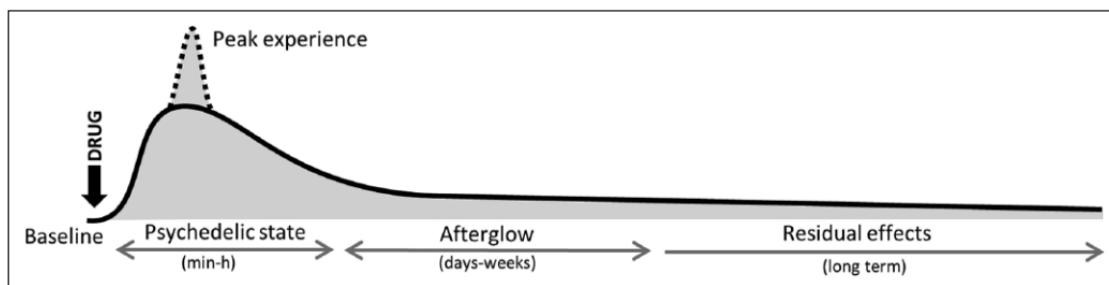 Peak experience
DRUG
Baseline
Psychedelic state
(min-h)
Afterglow
(days-weeks)
Residual effects
(long term)